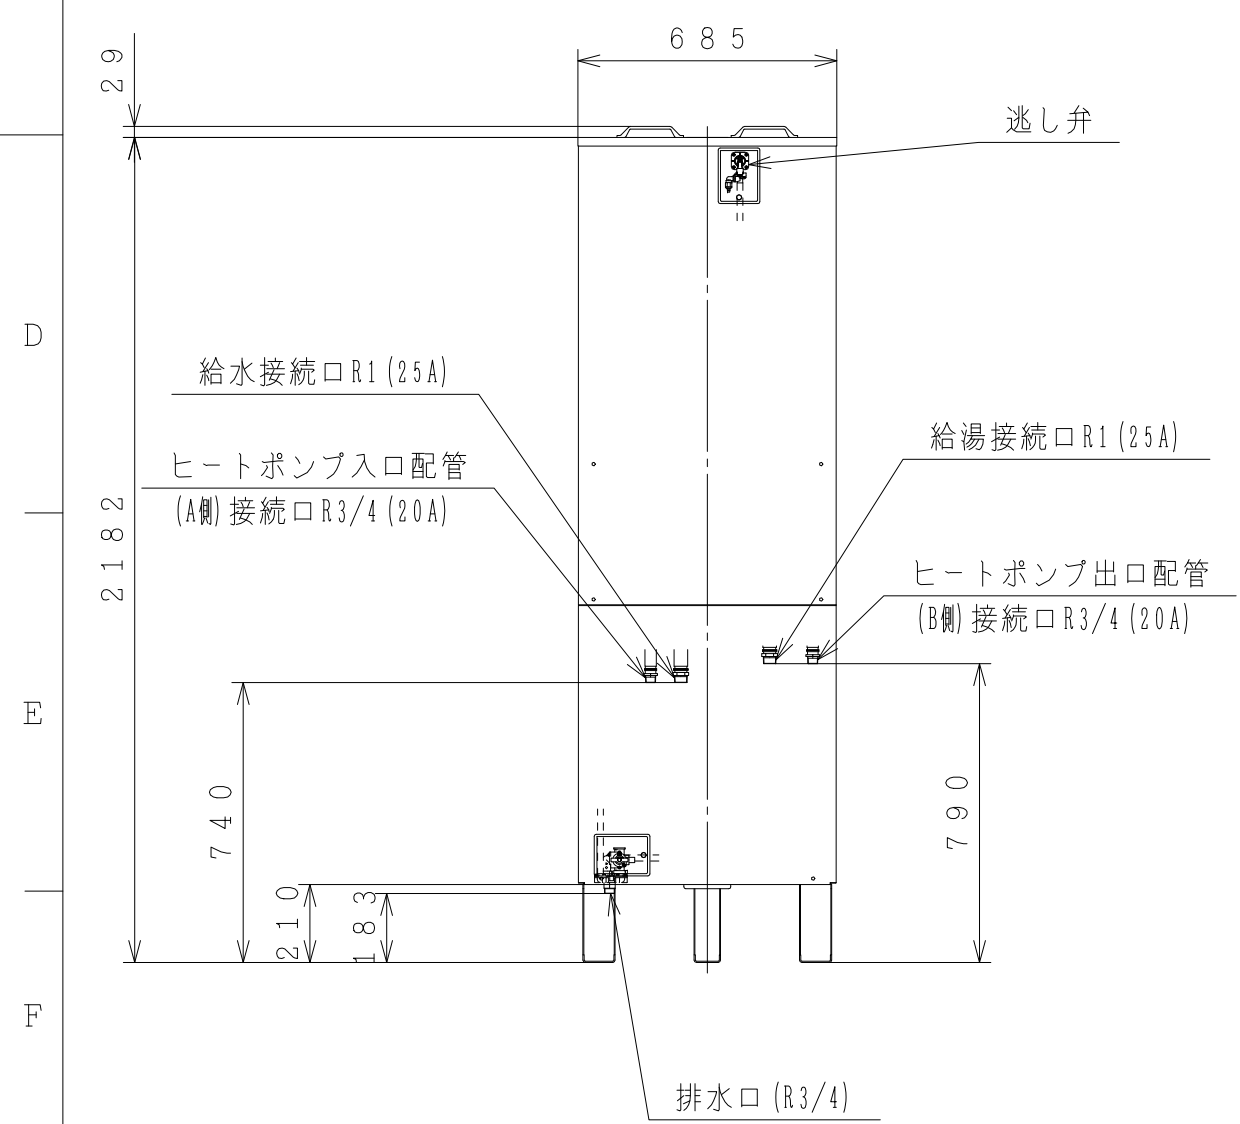 685
29
逃し弁
D
給水接続口R1(25A)
給湯接続口R1(25A)
ヒートポンプ入口配管
(A側)接続口R3/4(20A)
2182
ヒートポンプ出口配管
(B側)接続口R3/4(20A)
E
740
790
210
183
F
排水口(R3/4)